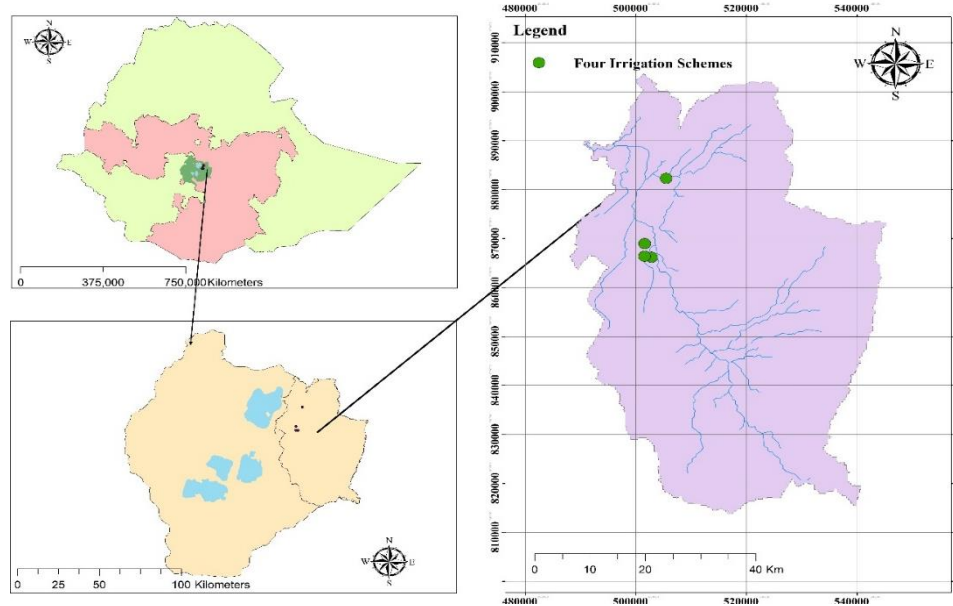 N
W E
S
0 375,000 750,000 Kilometers
N
W E
S
0 25 50 100 Kilometers
480000 500000 520000 540000
Legend
Four Irrigation Schemes
N
W E
S
910000
900000
890000
880000
870000
860000
850000
840000
830000
820000
810000
0 10 20 40 Km
480000 500000 520000 540000